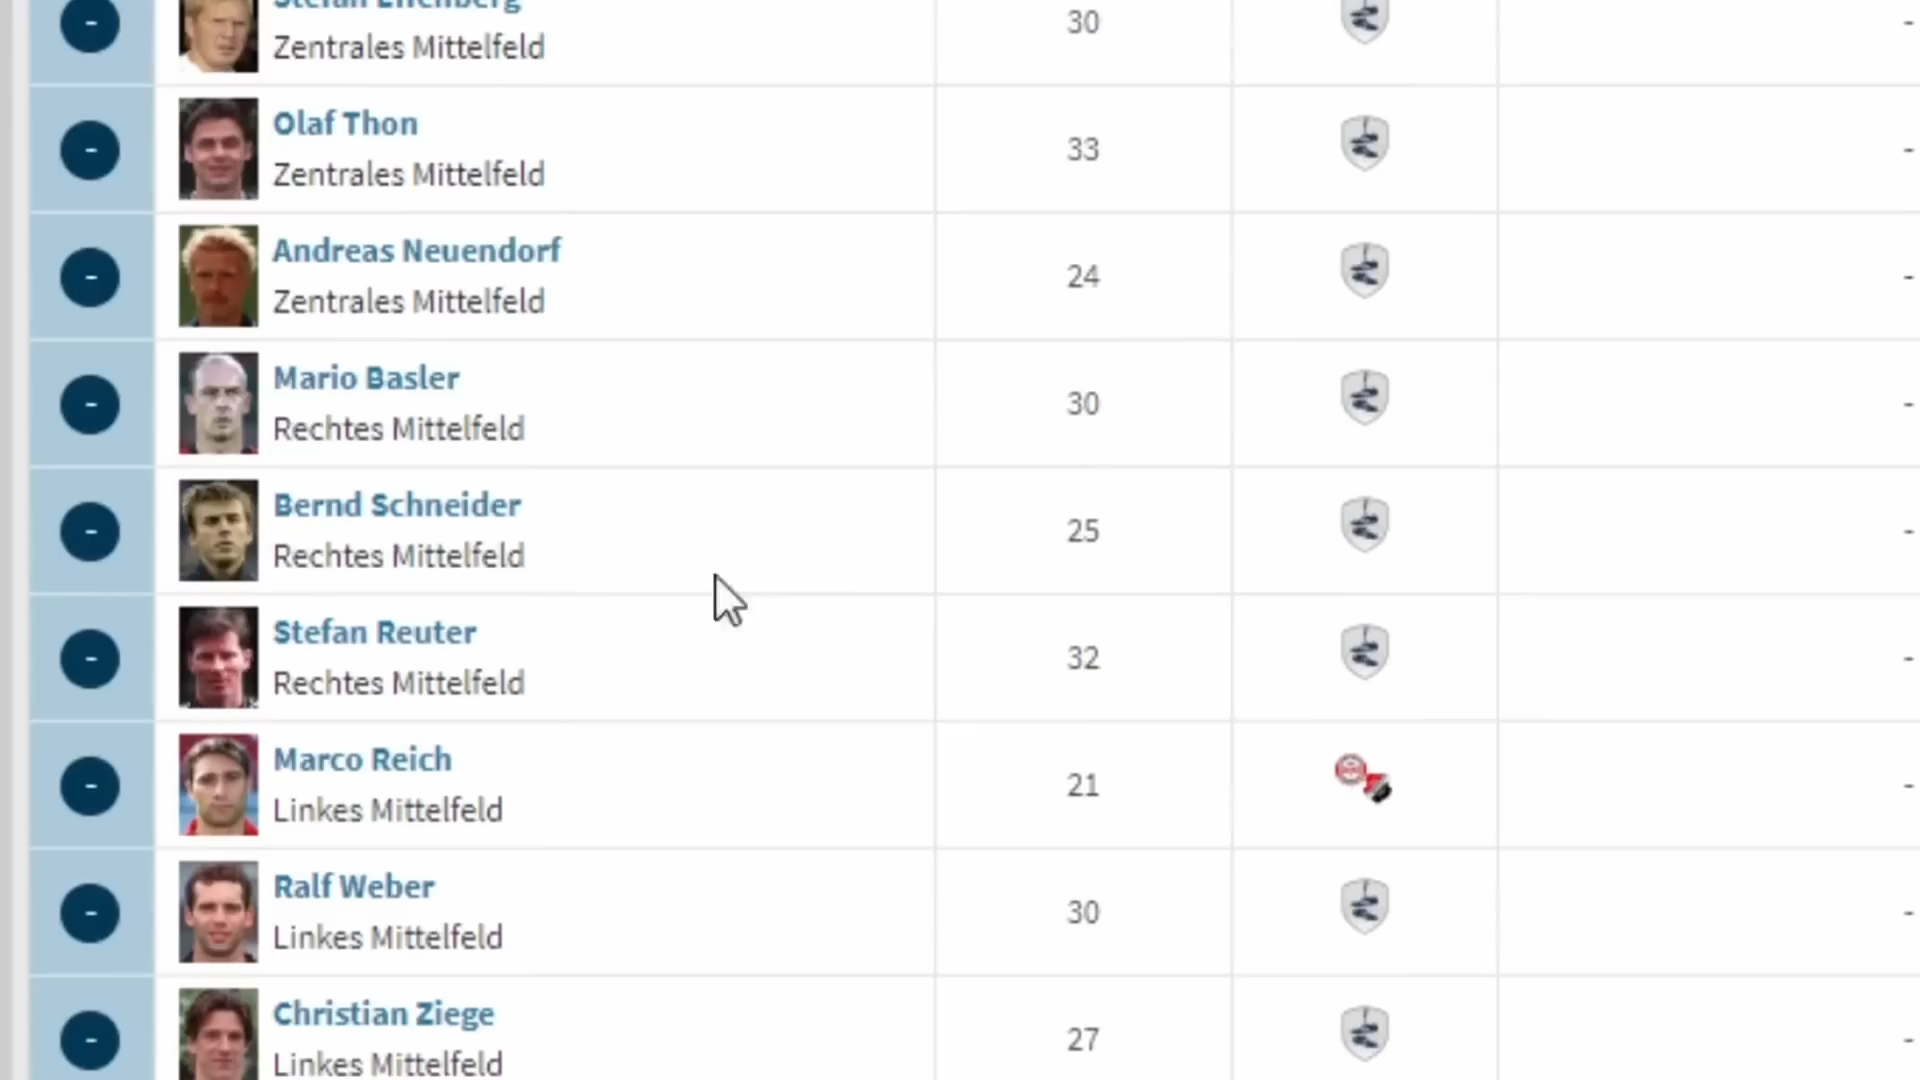 -
Stefan Effenberg
30
-
Zentrales Mittelfeld
-
Olaf Thon
33
-
Zentrales Mittelfeld
-
Andreas Neuendorf
24
-
Zentrales Mittelfeld
-
Mario Basler
30
-
Rechtes Mittelfeld
-
Bernd Schneider
25
-
Rechtes Mittelfeld
-
Stefan Reuter
32
-
Rechtes Mittelfeld
-
Marco Reich
21
-
Linkes Mittelfeld
-
Ralf Weber
30
-
Linkes Mittelfeld
-
Christian Ziege
27
-
Linkes Mittelfeld